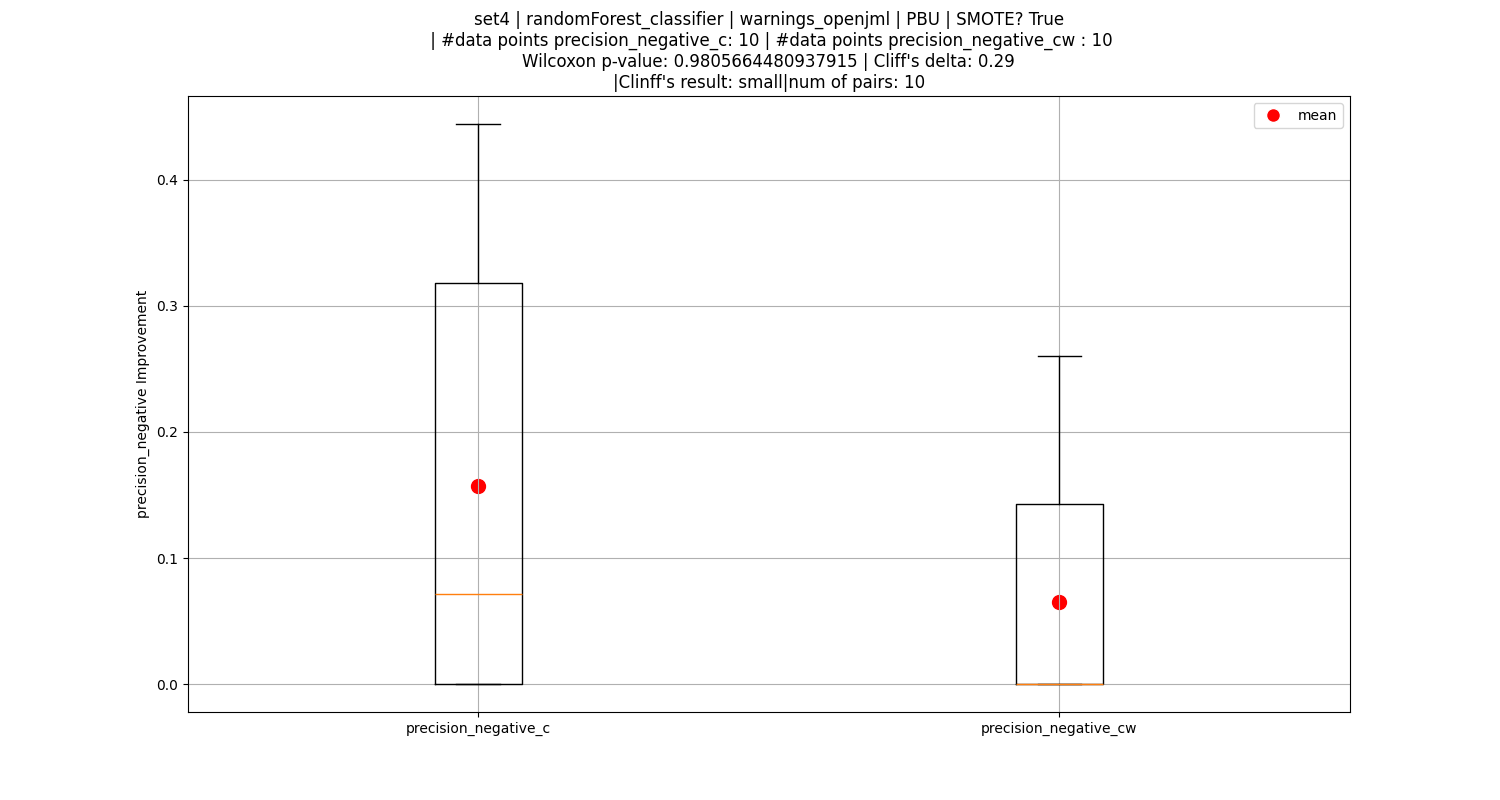 set4 | randomForest_classifier | warnings_openjml | PBU | SMOTE? True
| #data points precision_negative_c: 10 | #data points precision_negative_cw : 10
Wilcoxon p-value: 0.9805664480937915 | Cliff's delta: 0.29
|Clinff's result: small|num of pairs: 10
mean
0.4
0.3
0.2
0.1
0.0
precision_negative Improvement
precision_negative_c
precision_negative_cw